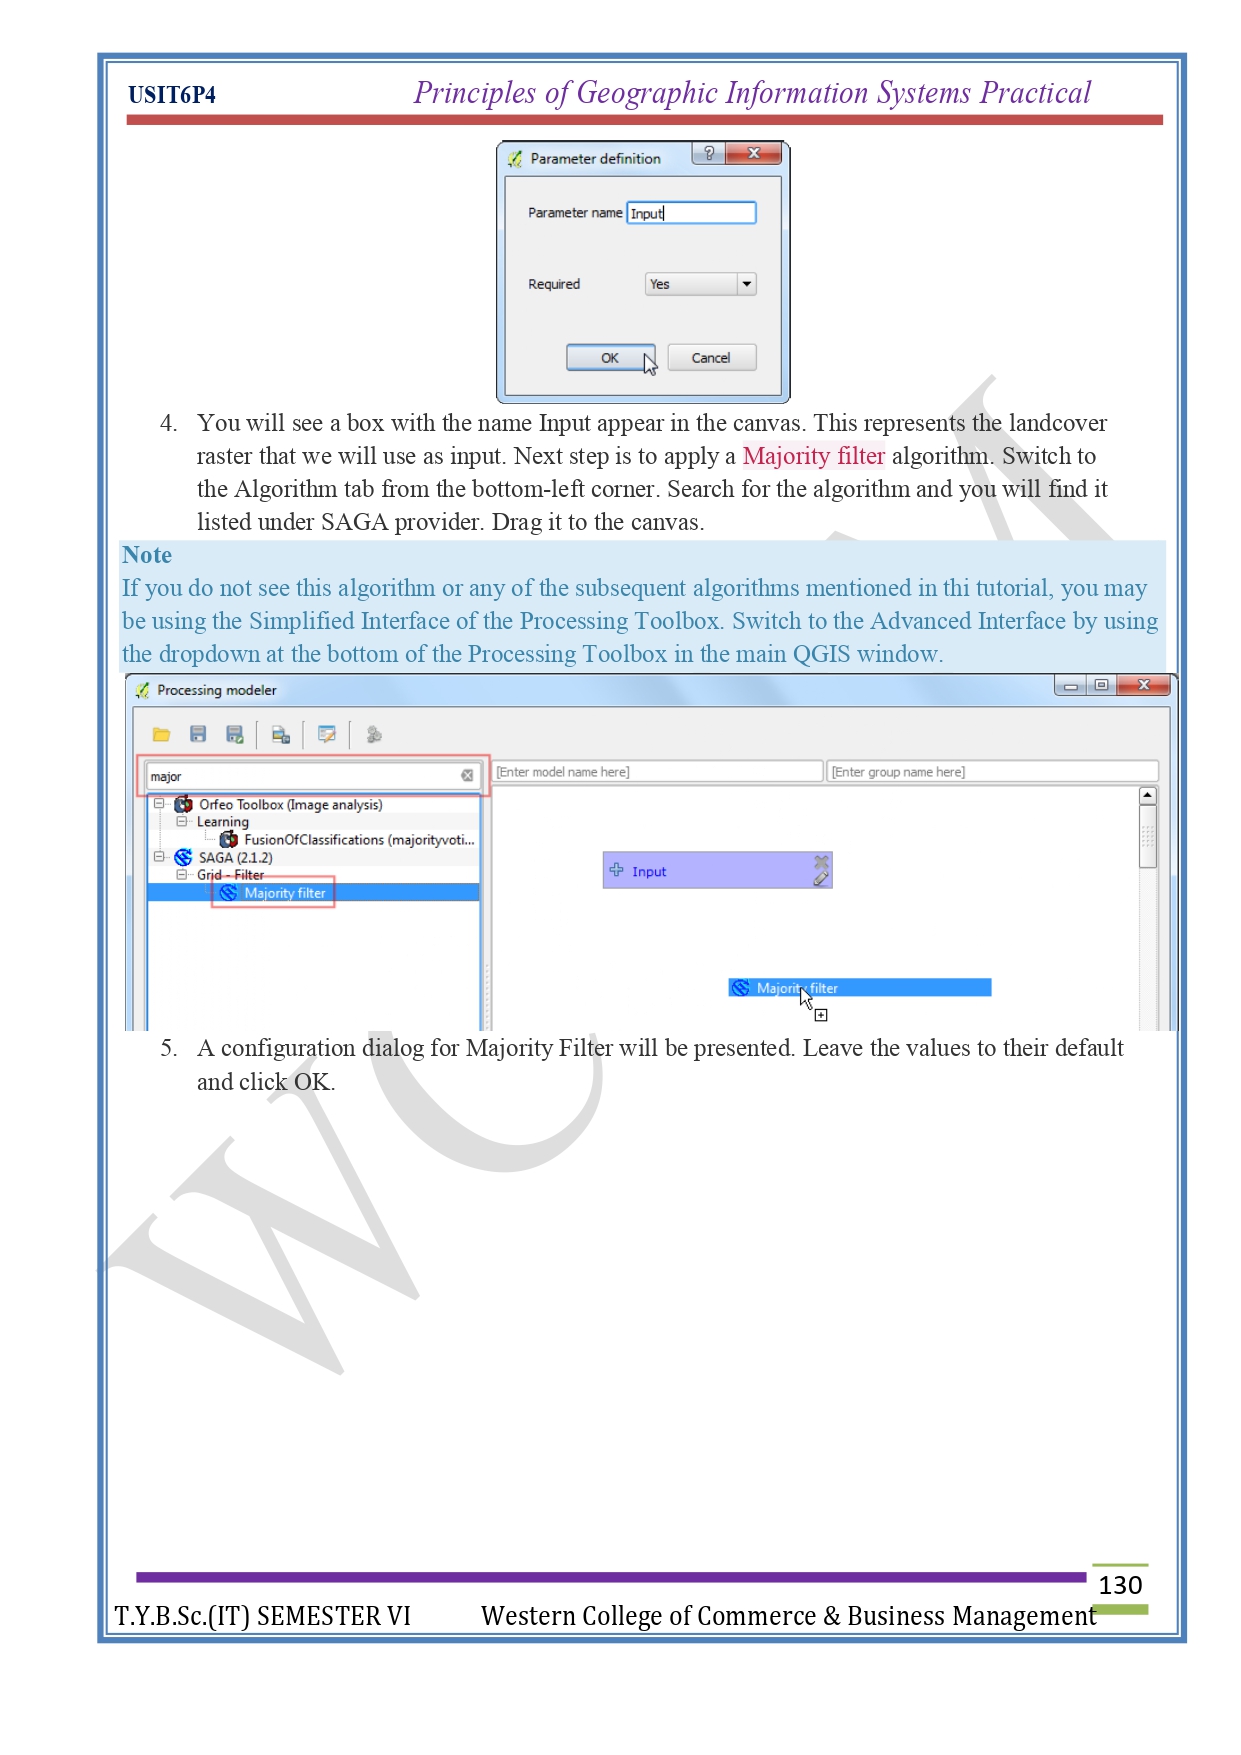 USIT6P4 Principles of Geographic Information Systems Practical
Parameter definition
Parameter name Input
Required Yes
OK Cancel
4. You will see a box with the name Input appear in the canvas. This represents the landcover
raster that we will use as input. Next step is to apply a Majority filter algorithm. Switch to
the Algorithm tab from the bottom-left corner. Search for the algorithm and you will find it
listed under SAGA provider. Drag it to the canvas.
Note
If you do not see this algorithm or any of the subsequent algorithms mentioned in thi tutorial, you may
be using the Simplified Interface of the Processing Toolbox. Switch to the Advanced Interface by using
the dropdown at the bottom of the Processing Toolbox in the main QGIS window.
Processing modeler
major
[Enter model name here] [Enter group name here]
Orfeo Toolbox (Image analysis)
Learning
FusionOfClassifications (majorityvoti...
SAGA (2.1.2)
Grid - Filter
Majority filter
Input
Majority filter
5. A configuration dialog for Majority Filter will be presented. Leave the values to their default
and click OK.
130
T.Y.B.Sc.(IT) SEMESTER VI Western College of Commerce & Business Management